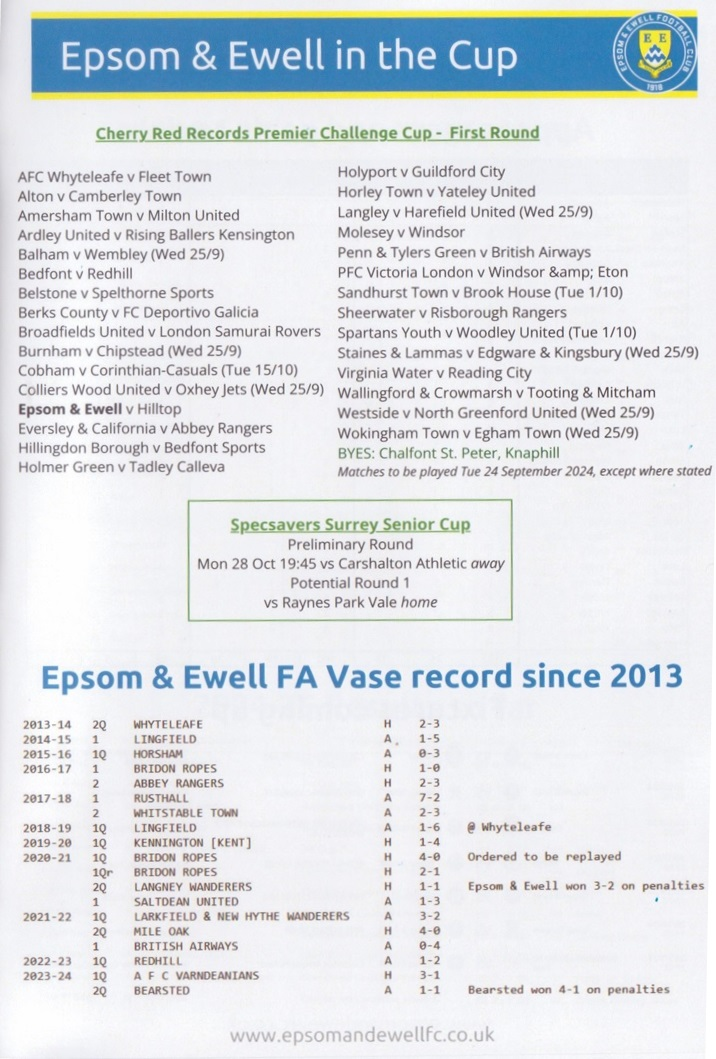 Epsom & Ewell in the Cup
EPSOM & EWELL FOOTBALL CLUB
E E
1918
Cherry Red Records Premier Challenge Cup - First Round
AFC Whyteleafe v Fleet Town
Alton v Camberley Town
Amersham Town v Milton United
Ardley United v Rising Ballers Kensington
Balham v Wembley (Wed 25/9)
Bedfont v Redhill
Belstone v Spelthorne Sports
Berks County v FC Deportivo Galicia
Broadfields United v London Samurai Rovers
Burnham v Chipstead (Wed 25/9)
Cobham v Corinthian-Casuals (Tue 15/10)
Colliers Wood United v Oxhey Jets (Wed 25/9)
Epsom & Ewell v Hilltop
Eversley & California v Abbey Rangers
Hillingdon Borough v Bedfont Sports
Holmer Green v Tadley Calleva
Holyport v Guildford City
Horley Town v Yateley United
Langley v Harefield United (Wed 25/9)
Molesey v Windsor
Penn & Tylers Green v British Airways
PFC Victoria London v Windsor &amp; Eton
Sandhurst Town v Brook House (Tue 1/10)
Sheerwater v Risborough Rangers
Spartans Youth v Woodley United (Tue 1/10)
Staines & Lammas v Edgware & Kingsbury (Wed 25/9)
Virginia Water v Reading City
Wallingford & Crowmarsh v Tooting & Mitcham
Westside v North Greenford United (Wed 25/9)
Wokingham Town v Egham Town (Wed 25/9)
BYES: Chalfont St. Peter, Knaphill
Matches to be played Tue 24 September 2024, except where stated
Specsavers Surrey Senior Cup
Preliminary Round
Mon 28 Oct 19:45 vs Carshalton Athletic away
Potential Round 1
vs Raynes Park Vale home
Epsom & Ewell FA Vase record since 2013
2013-14 2Q WHYTELEAFE H 2-3
2014-15 1 LINGFIELD A 1-5
2015-16 1Q HORSHAM A 0-3
2016-17 1 BRIDON ROPES H 1-0
2 ABBEY RANGERS H 2-3
2017-18 1 RUSTHALL A 7-2
2 WHITSTABLE TOWN A 2-3
2018-19 1Q LINGFIELD A 1-6 @ Whyteleafe
2019-20 1Q KENNINGTON [KENT] H 1-4
2020-21 1Q BRIDON ROPES H 4-0 Ordered to be replayed
1Qr BRIDON ROPES H 2-1
2Q LANGNEY WANDERERS H 1-1 Epsom & Ewell won 3-2 on penalties
1 SALTDEAN UNITED A 1-3
2021-22 1Q LARKFIELD & NEW HYTHE WANDERERS A 3-2
2Q MILE OAK H 4-0
1 BRITISH AIRWAYS A 0-4
2022-23 1Q REDHILL A 1-2
2023-24 1Q A F C VARNDEANIANS H 3-1
2Q BEARSTED A 1-1 Bearsted won 4-1 on penalties
www.epsomandewellfc.co.uk